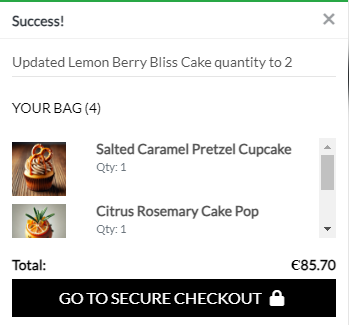 Success!
×
Updated Lemon Berry Bliss Cake quantity to 2
YOUR BAG (4)
Salted Caramel Pretzel Cupcake
Qty: 1
Citrus Rosemary Cake Pop
Qty: 1
Total: €85.70
GO TO SECURE CHECKOUT